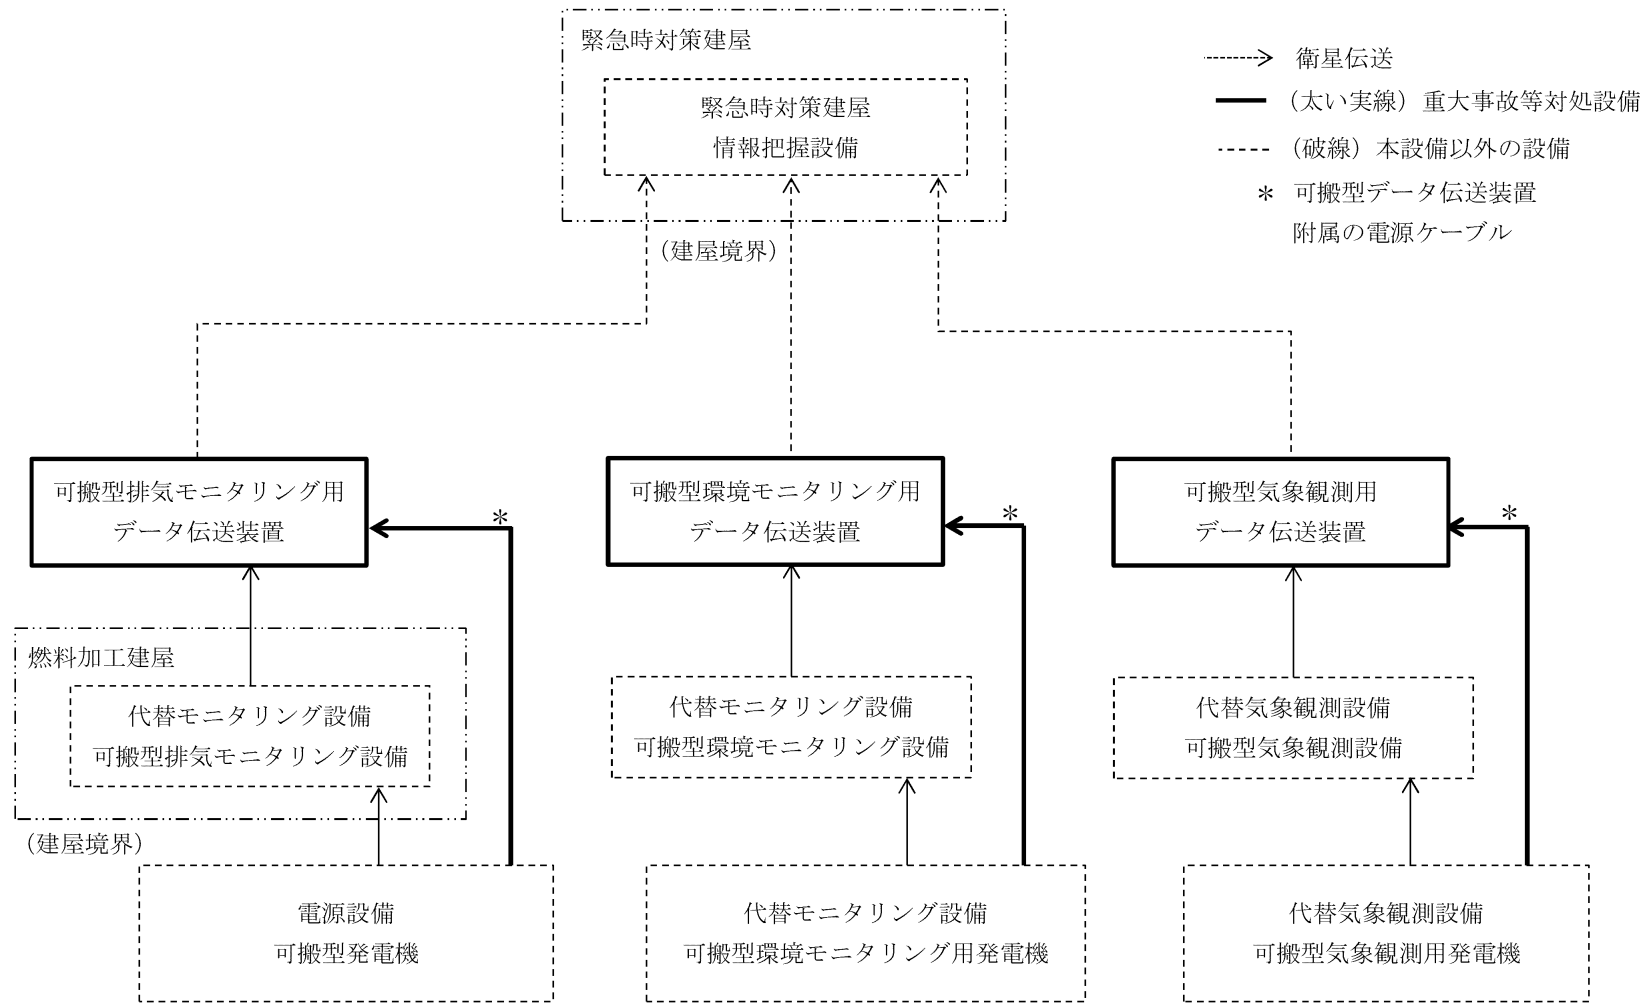 緊急時対策建屋
緊急時対策建屋
情報把握設備
(建屋境界)
衛星伝送
(太い実線) 重大事故等対処設備
(破線) 本設備以外の設備
* 可搬型データ伝送装置
附属の電源ケーブル
可搬型排気モニタリング用
データ伝送装置
*
可搬型環境モニタリング用
データ伝送装置
*
可搬型気象観測用
データ伝送装置
*
燃料加工建屋
代替モニタリング設備
可搬型排気モニタリング設備
(建屋境界)
代替モニタリング設備
可搬型環境モニタリング設備
代替気象観測設備
可搬型気象観測設備
電源設備
可搬型発電機
代替モニタリング設備
可搬型環境モニタリング用発電機
代替気象観測設備
可搬型気象観測用発電機